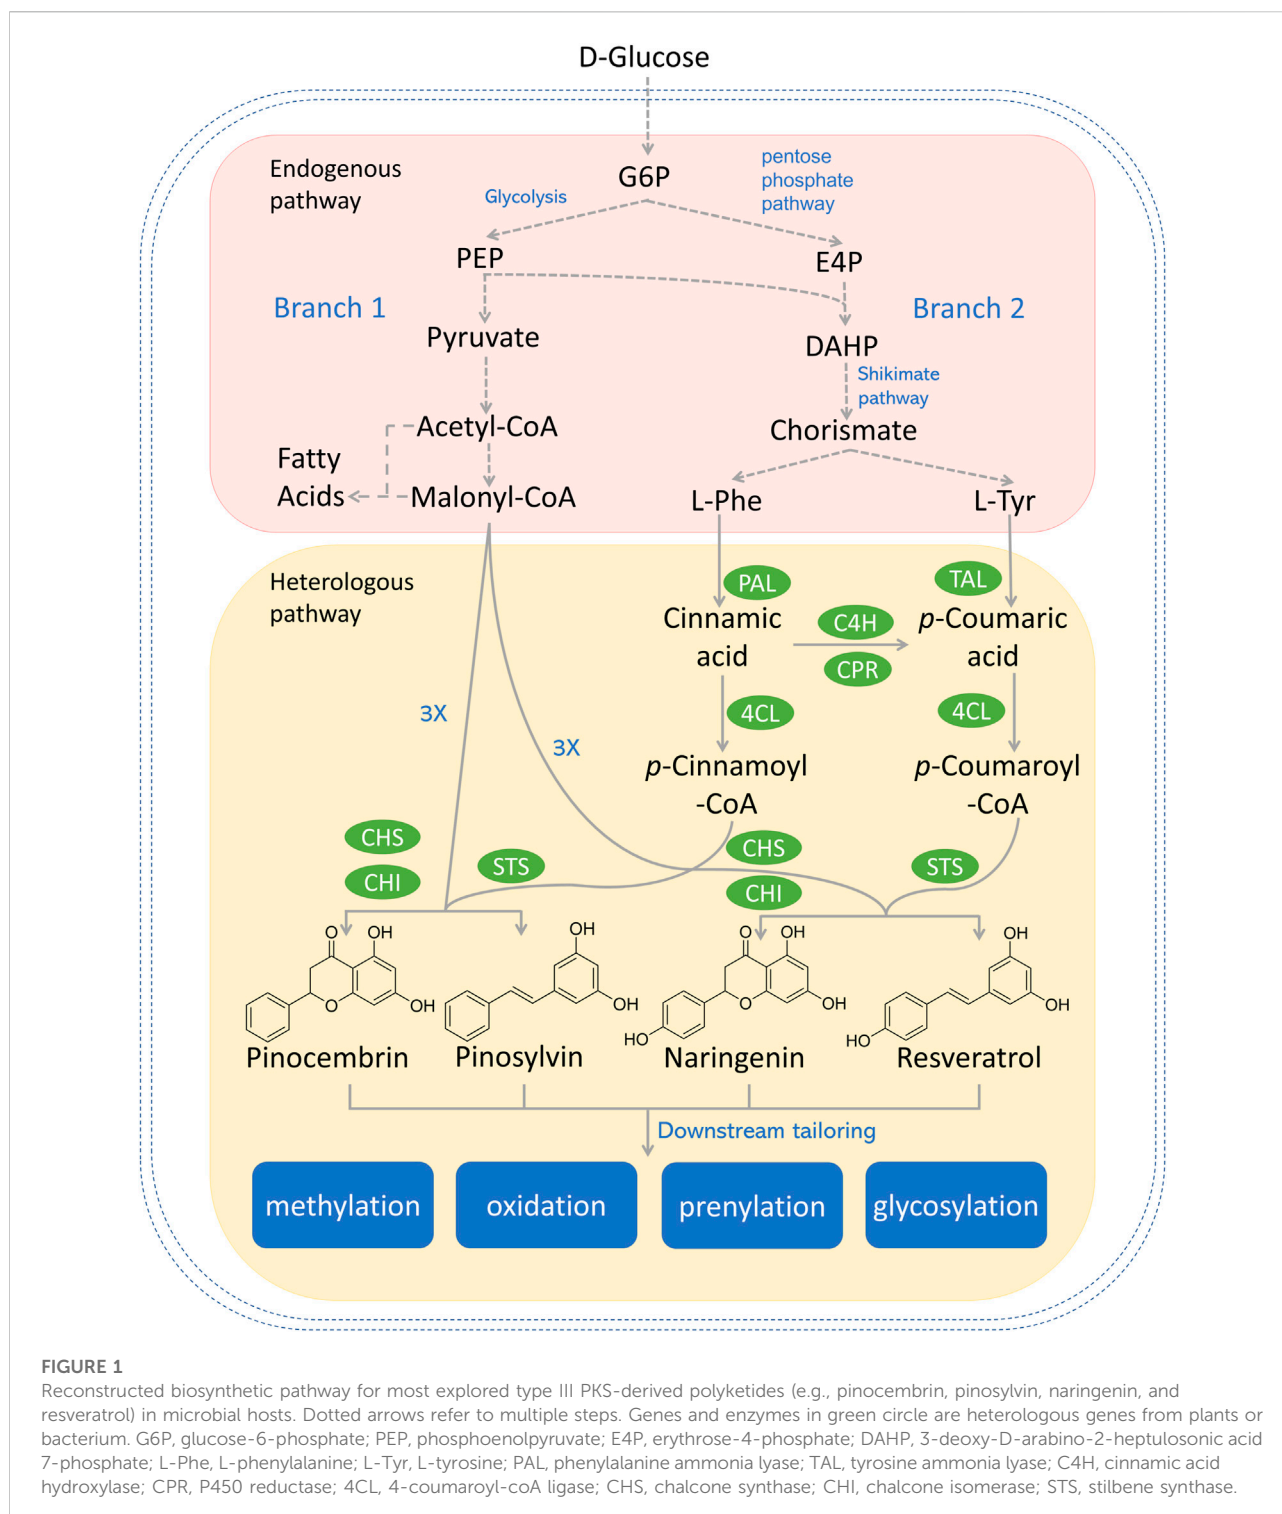 D-Glucose
Endogenous
pathway
G6P
pentose
phosphate
pathway
Glycolysis
PEP
E4P
Branch 1
Branch 2
Pyruvate
DAHP
Shikimate
pathway
Acetyl-CoA
Chorismate
Fatty
Acids
Malonyl-CoA
L-Phe
L-Tyr
Heterologous
pathway
PAL
TAL
Cinnamic
acid
C4H
CPR
p-Coumaric
acid
3X
3X
4CL
4CL
p-Cinnamoyl
-CoA
p-Coumaroyl
-CoA
CHS
CHI
STS
CHS
CHI
STS
O
OH
O
OH
OH
OH
O
OH
O
OH
HO
OH
OH
HO
Pinocembrin
Pinosylvin
Naringenin
Resveratrol
Downstream tailoring
methylation
oxidation
prenylation
glycosylation
FIGURE 1
Reconstructed biosynthetic pathway for most explored type III PKS-derived polyketides (e.g., pinocembrin, pinosylvin, naringenin, and
resveratrol) in microbial hosts. Dotted arrows refer to multiple steps. Genes and enzymes in green circle are heterologous genes from plants or
bacterium. G6P, glucose-6-phosphate; PEP, phosphoenolpyruvate; E4P, erythrose-4-phosphate; DAHP, 3-deoxy-D-arabino-2-heptulosonic acid
7-phosphate; L-Phe, L-phenylalanine; L-Tyr, L-tyrosine; PAL, phenylalanine ammonia lyase; TAL, tyrosine ammonia lyase; C4H, cinnamic acid
hydroxylase; CPR, P450 reductase; 4CL, 4-coumaroyl-coA ligase; CHS, chalcone synthase; CHI, chalcone isomerase; STS, stilbene synthase.